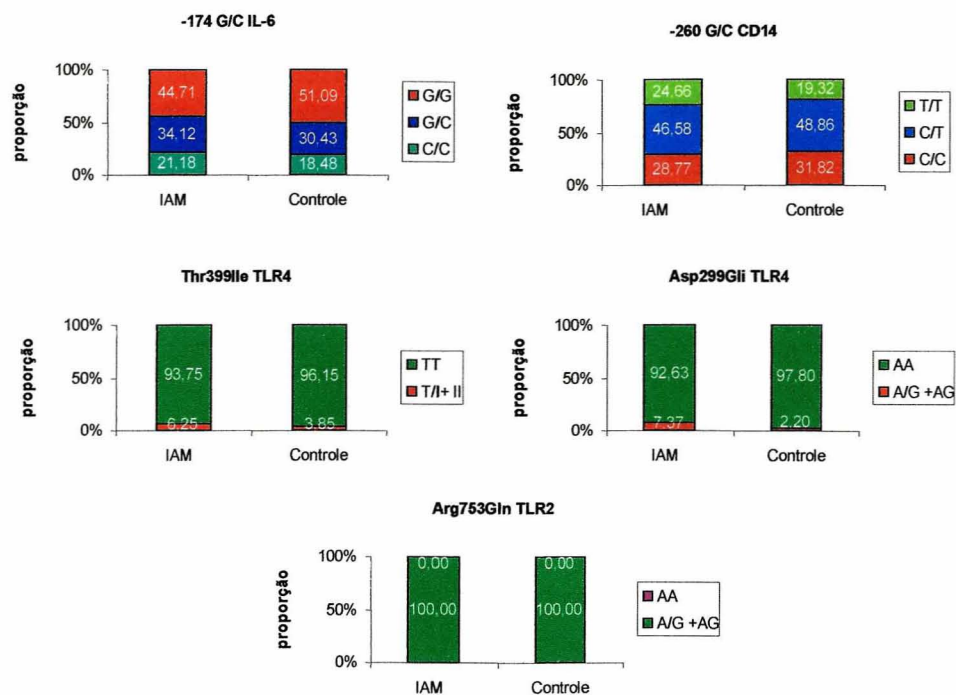 -174 G/C IL-6
proporção
100%
50%
0%
44,71
34,12
21,18
51,09
30,43
18,48
IAM
Controle
G/G
G/C
C/C
-260 G/C CD14
proporção
100%
50%
0%
24,66
46,58
28,77
19,32
48,86
31,82
IAM
Controle
T/T
C/T
C/C
Thr399Ile TLR4
proporção
100%
50%
0%
93,75
6,25
96,15
3,85
IAM
Controle
TT
T/I+ II
Asp299Gli TLR4
proporção
100%
50%
0%
92,63
7,37
97,80
2,20
IAM
Controle
AA
A/G +AG
Arg753Gln TLR2
proporção
100%
50%
0%
0,00
100,00
0,00
100,00
IAM
Controle
AA
A/G +AG